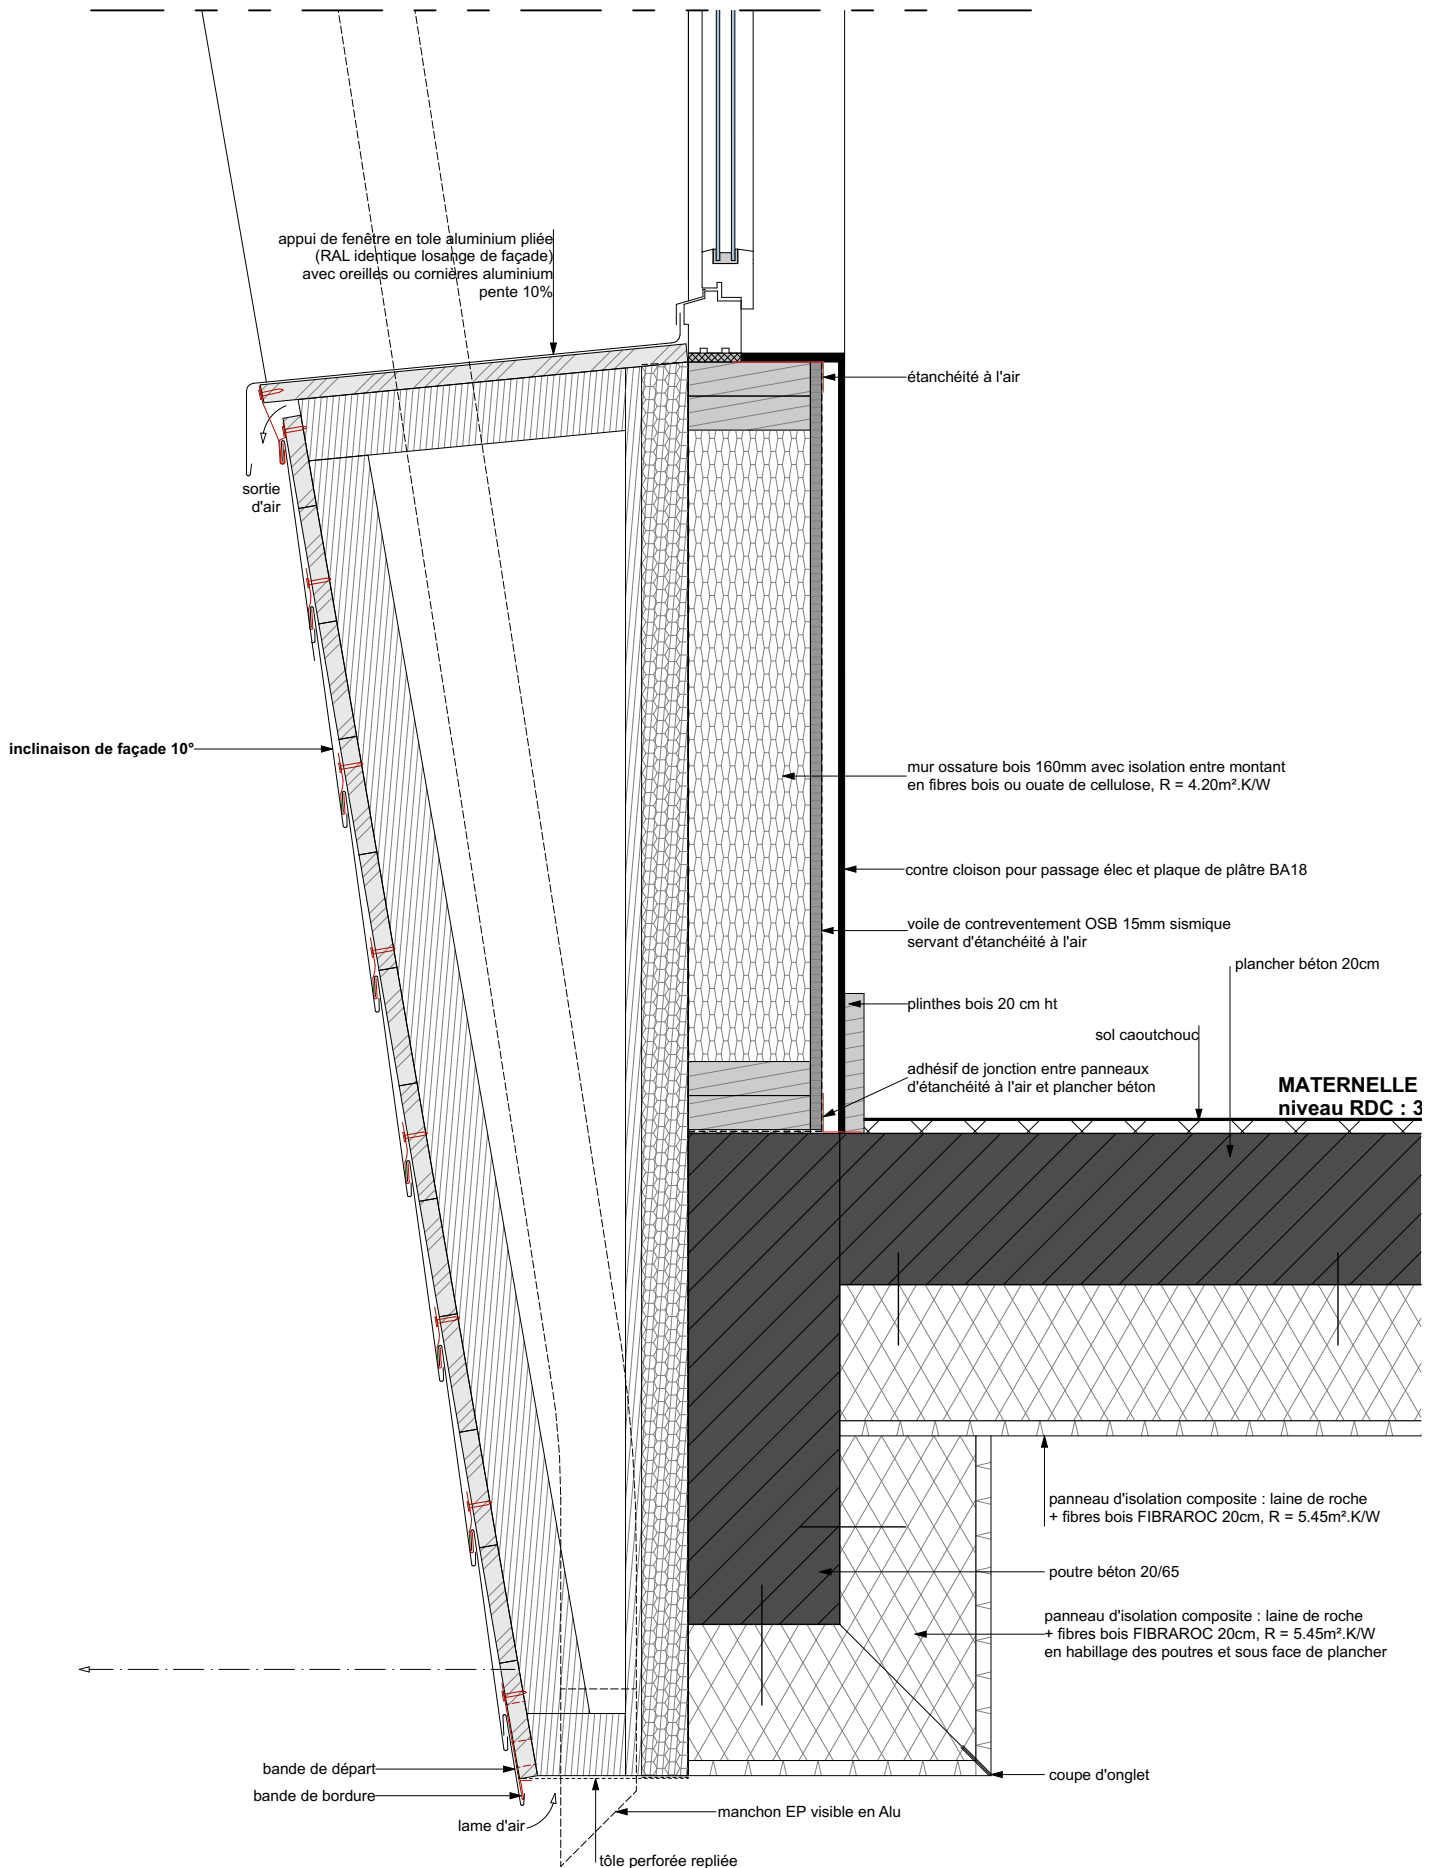 appui de fenêtre en tole aluminium pliée
(RAL identique losange de façade)
avec oreilles ou cornières aluminium
pente 10%
étanchéité à l'air
sortie
d'air
inclinaison de façade 10°
mur ossature bois 160mm avec isolation entre montant
en fibres bois ou ouate de cellulose, R = 4.20m².K/W
contre cloison pour passage élec et plaque de plâtre BA18
voile de contreventement OSB 15mm sismique
servant d'étanchéité à l'air
plancher béton 20cm
plinthes bois 20 cm ht
sol caoutchouc
adhésif de jonction entre panneaux
d'étanchéité à l'air et plancher béton
MATERNELLE
niveau RDC : 3
panneau d'isolation composite : laine de roche
+ fibres bois FIBRAROC 20cm, R = 5.45m².K/W
poutre béton 20/65
panneau d'isolation composite : laine de roche
+ fibres bois FIBRAROC 20cm, R = 5.45m².K/W
en habillage des poutres et sous face de plancher
bande de départ
coupe d'onglet
bande de bordure
manchon EP visible en Alu
lame d'air
tôle perforée repliée